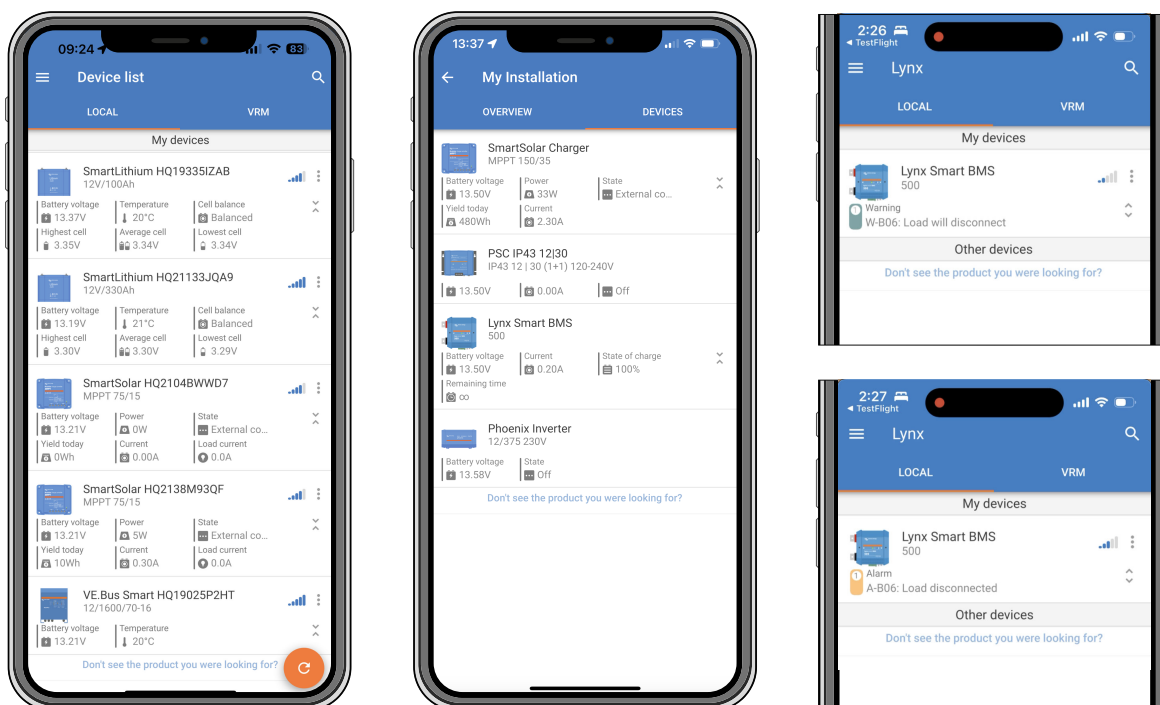 09:24
83
Device list
LOCAL VRM
My devices
SmartLithium HQ19335IZAB
12V/100Ah
Battery voltage Temperature Cell balance
13.37V 20°C Balanced
Highest cell Average cell Lowest cell
3.35V 3.34V 3.34V
SmartLithium HQ21133JQA9
12V/330Ah
Battery voltage Temperature Cell balance
13.19V 21°C Balanced
Highest cell Average cell Lowest cell
3.30V 3.30V 3.29V
SmartSolar HQ2104BWWD7
MPPT 75/15
Battery voltage Power State
13.21V 0W External co...
Yield today Current Load current
0Wh 0.00A 0.0A
SmartSolar HQ2138M93QF
MPPT 75/15
Battery voltage Power State
13.21V 5W External co...
Yield today Current Load current
10Wh 0.30A 0.0A
VE.Bus Smart HQ19025P2HT
12/1600/70-16
Battery voltage Temperature
13.21V 20°C
Don't see the product you were looking for?
13:37
My Installation
OVERVIEW DEVICES
SmartSolar Charger
MPPT 150/35
Battery voltage Power State
13.50V 33W External co...
Yield today Current
480Wh 2.30A
PSC IP43 12|30
IP43 12 | 30 (1+1) 120-240V
13.50V 0.00A Off
Lynx Smart BMS
500
Battery voltage Current State of charge
13.50V 0.20A 100%
Remaining time
∞
Phoenix Inverter
12/375 230V
Battery voltage State
13.58V Off
Don't see the product you were looking for?
2:26
◀ TestFlight
Lynx
LOCAL VRM
My devices
Lynx Smart BMS
500
1 Warning
W-B06: Load will disconnect
Other devices
Don't see the product you were looking for?
2:27
◀ TestFlight
Lynx
LOCAL VRM
My devices
Lynx Smart BMS
500
1 Alarm
A-B06: Load disconnected
Other devices
Don't see the product you were looking for?